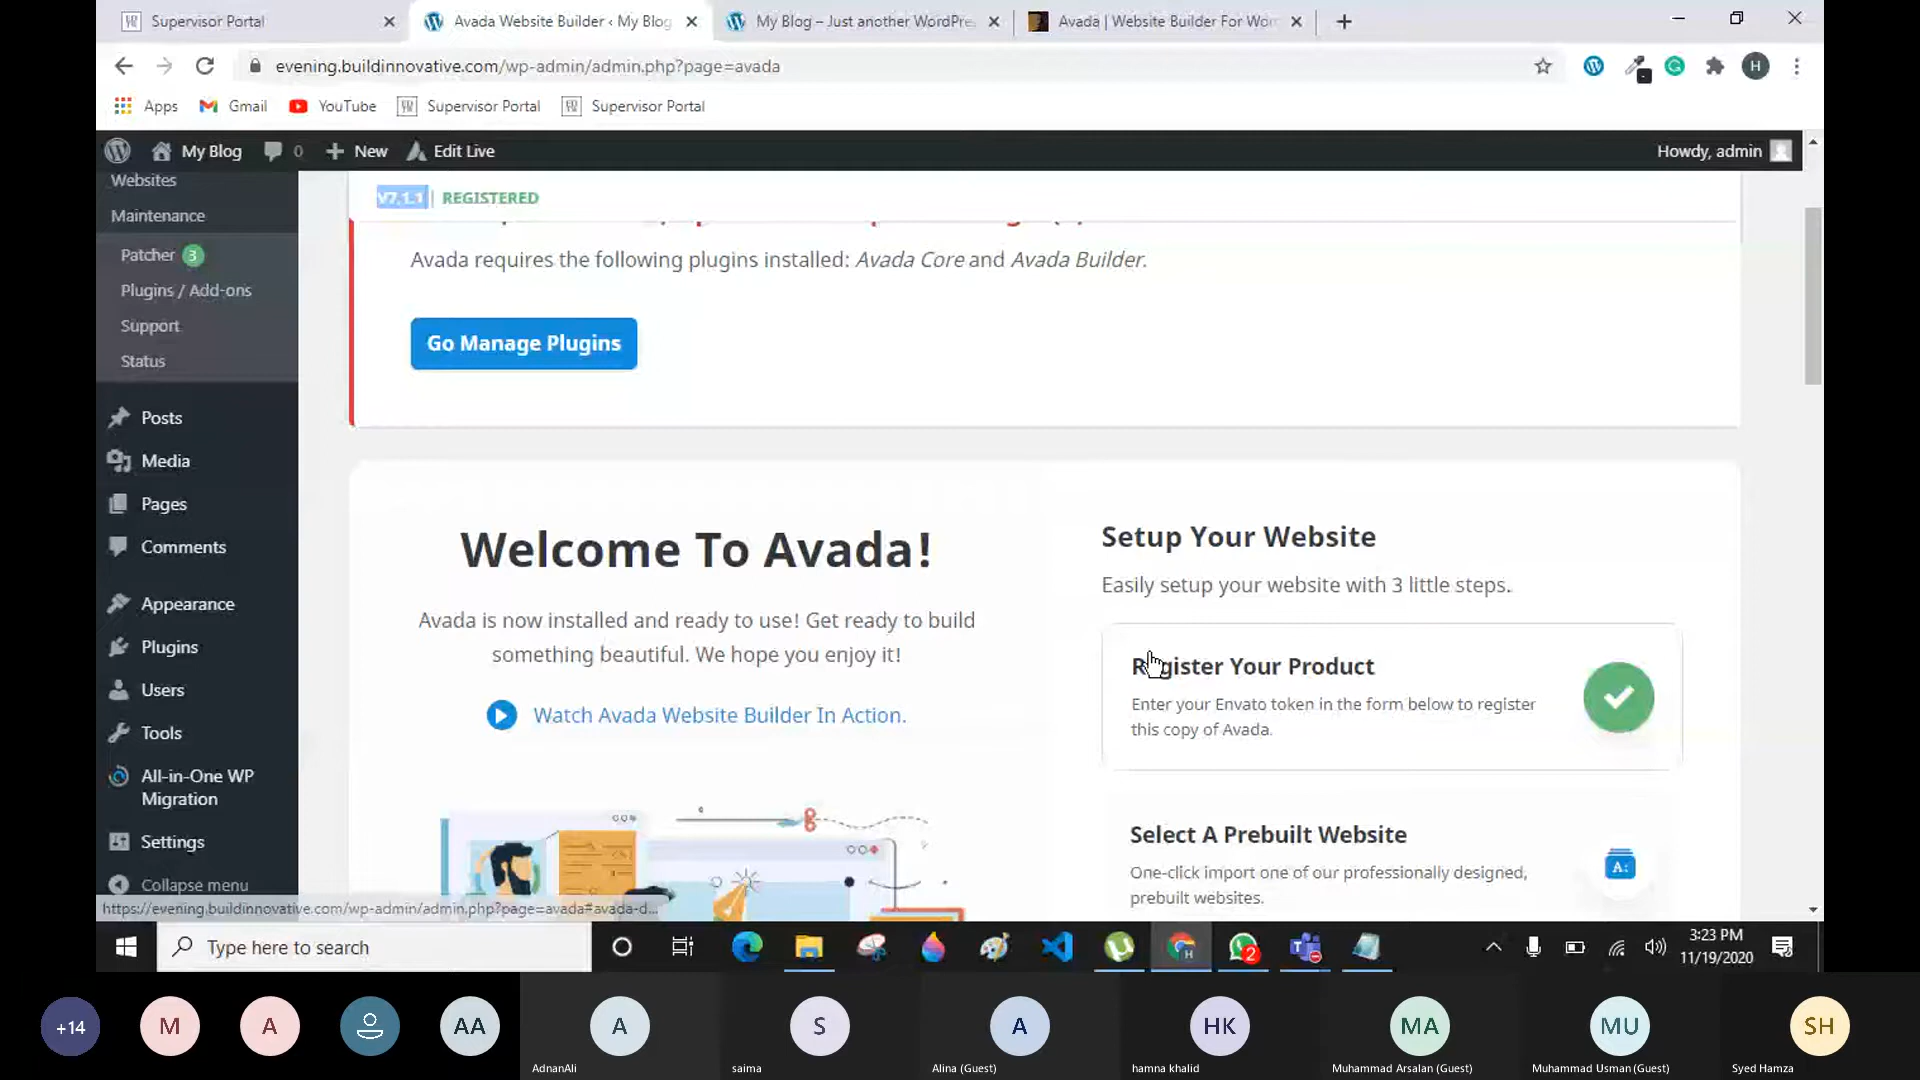 Supervisor Portal
Avada Website Builder ‹ My Blog
My Blog – Just another WordPre
Avada | Website Builder For Wor
evening.buildinnovative.com/wp-admin/admin.php?page=avada
H
Apps
Gmail
YouTube
Supervisor Portal
Supervisor Portal
My Blog
0
New
Edit Live
Howdy, admin
Websites
Maintenance
Patcher 3
Plugins / Add-ons
Support
Status
Posts
Media
Pages
Comments
Appearance
Plugins
Users
Tools
All-in-One WP
Migration
Settings
Collapse menu
V7.1.1 | REGISTERED
Avada requires the following plugins installed: Avada Core and Avada Builder.
Go Manage Plugins
Welcome To Avada!
Avada is now installed and ready to use! Get ready to build
something beautiful. We hope you enjoy it!
Watch Avada Website Builder In Action.
Setup Your Website
Easily setup your website with 3 little steps.
Register Your Product
Enter your Envato token in the form below to register
this copy of Avada.
Select A Prebuilt Website
One-click import one of our professionally designed,
prebuilt websites.
A:
https://evening.buildinnovative.com/wp-admin/admin.php?page=avada#avada-d...
Type here to search
H
2
3:23 PM
11/19/2020
+14
M
A
AA
A
S
A
HK
MA
MU
SH
AdnanAli
saima
Alina (Guest)
hamna khalid
Muhammad Arsalan (Guest)
Muhammad Usman (Guest)
Syed Hamza